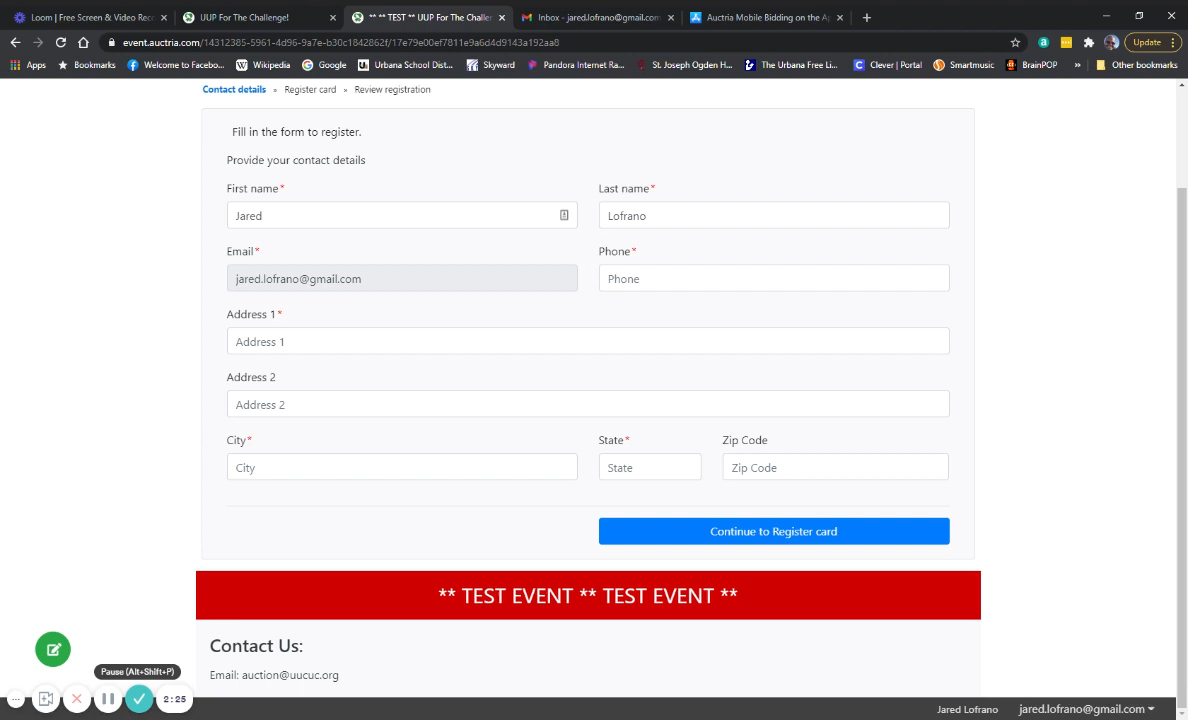 Loom | Free Screen & Video Rec
UUP For The Challenge!
** ** TEST ** UUP For The Challer
Inbox - jared.lofrano@gmail.com
Auctria Mobile Bidding on the A
event.auctria.com/14312385-5961-4d96-9a7e-b30c1842862f/17e79e00ef7811e9a6d4d9143a192aa8
Update
Apps
Bookmarks
Welcome to Facebo...
Wikipedia
Google
Urbana School Dist...
Skyward
Pandora Internet Ra...
St. Joseph Ogden H...
The Urbana Free Li...
Clever | Portal
Smartmusic
BrainPOP
»
Other bookmarks
Contact details » Register card » Review registration
Fill in the form to register.
Provide your contact details
First name*
Last name*
Jared
Lofrano
Email*
Phone*
jared.lofrano@gmail.com
Phone
Address 1*
Address 1
Address 2
Address 2
City*
State*
Zip Code
City
State
Zip Code
Continue to Register card
** TEST EVENT ** TEST EVENT **
Contact Us:
Email: auction@uucuc.org
Pause (Alt+Shift+P)
2:25
Jared Lofrano
jared.lofrano@gmail.com